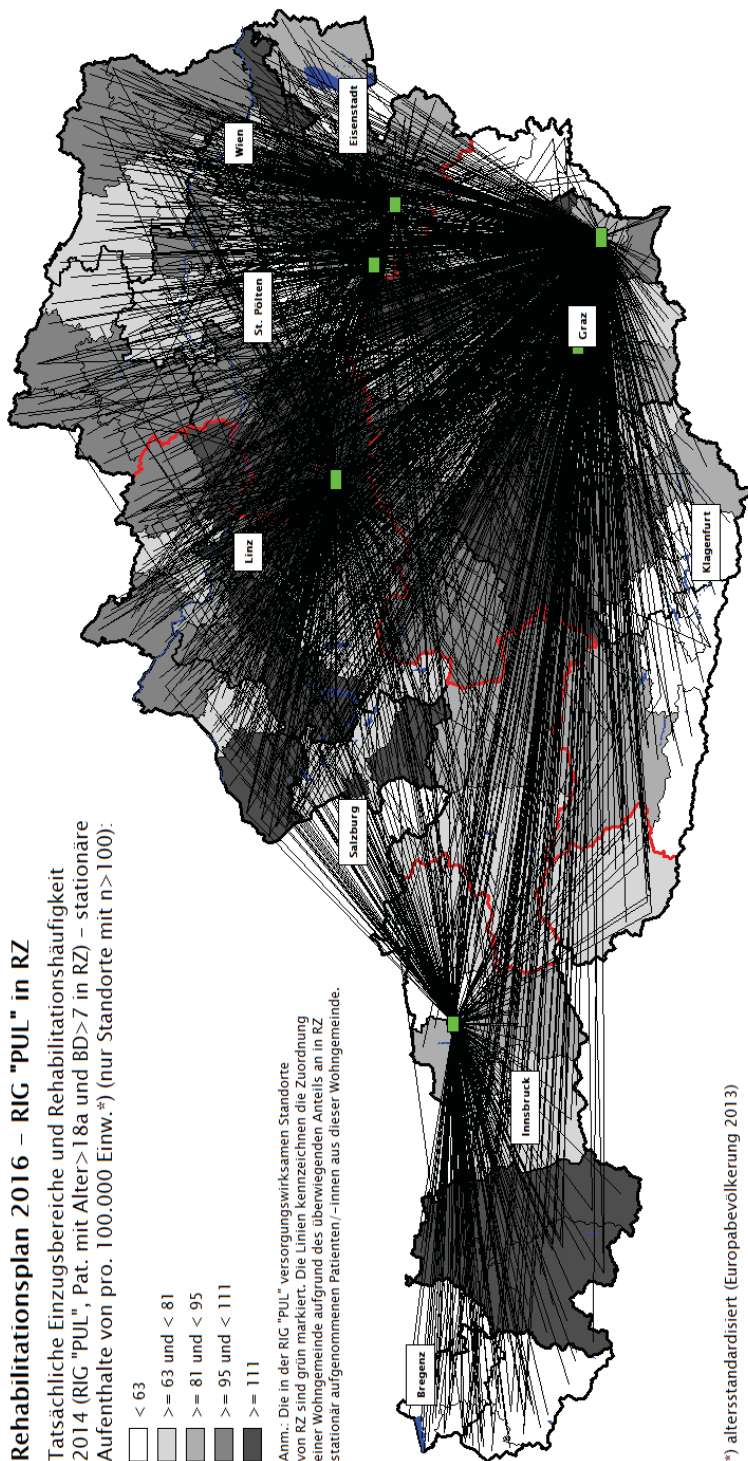 Rehabilitationsplan 2016 – RIG "PUL" in RZ
Tatsächliche Einzugsbereiche und Rehabilitationshäufigkeit
2014 (RIG "PUL", Pat. mit Alter>18a und BD>7 in RZ) – stationäre
Aufenthalte von pro. 100.000 Einw.*) (nur Standorte mit n>100):
< 63
>= 63 und < 81
>= 81 und < 95
>= 95 und < 111
>= 111
Anm.: Die in der RIG "PUL" versorgungswirksamen Standorte
von RZ sind grün markiert. Die Linien kennzeichnen die Zuordnung
einer Wohngemeinde aufgrund des überwiegenden Anteils an in RZ
stationär aufgenommenen Patienten/-innen aus dieser Wohngemeinde.
Bregenz
Innsbruck
Salzburg
Linz
St. Pölten
Wien
Eisenstadt
Graz
Klagenfurt
*) altersstandardisiert (Europabevölkerung 2013)